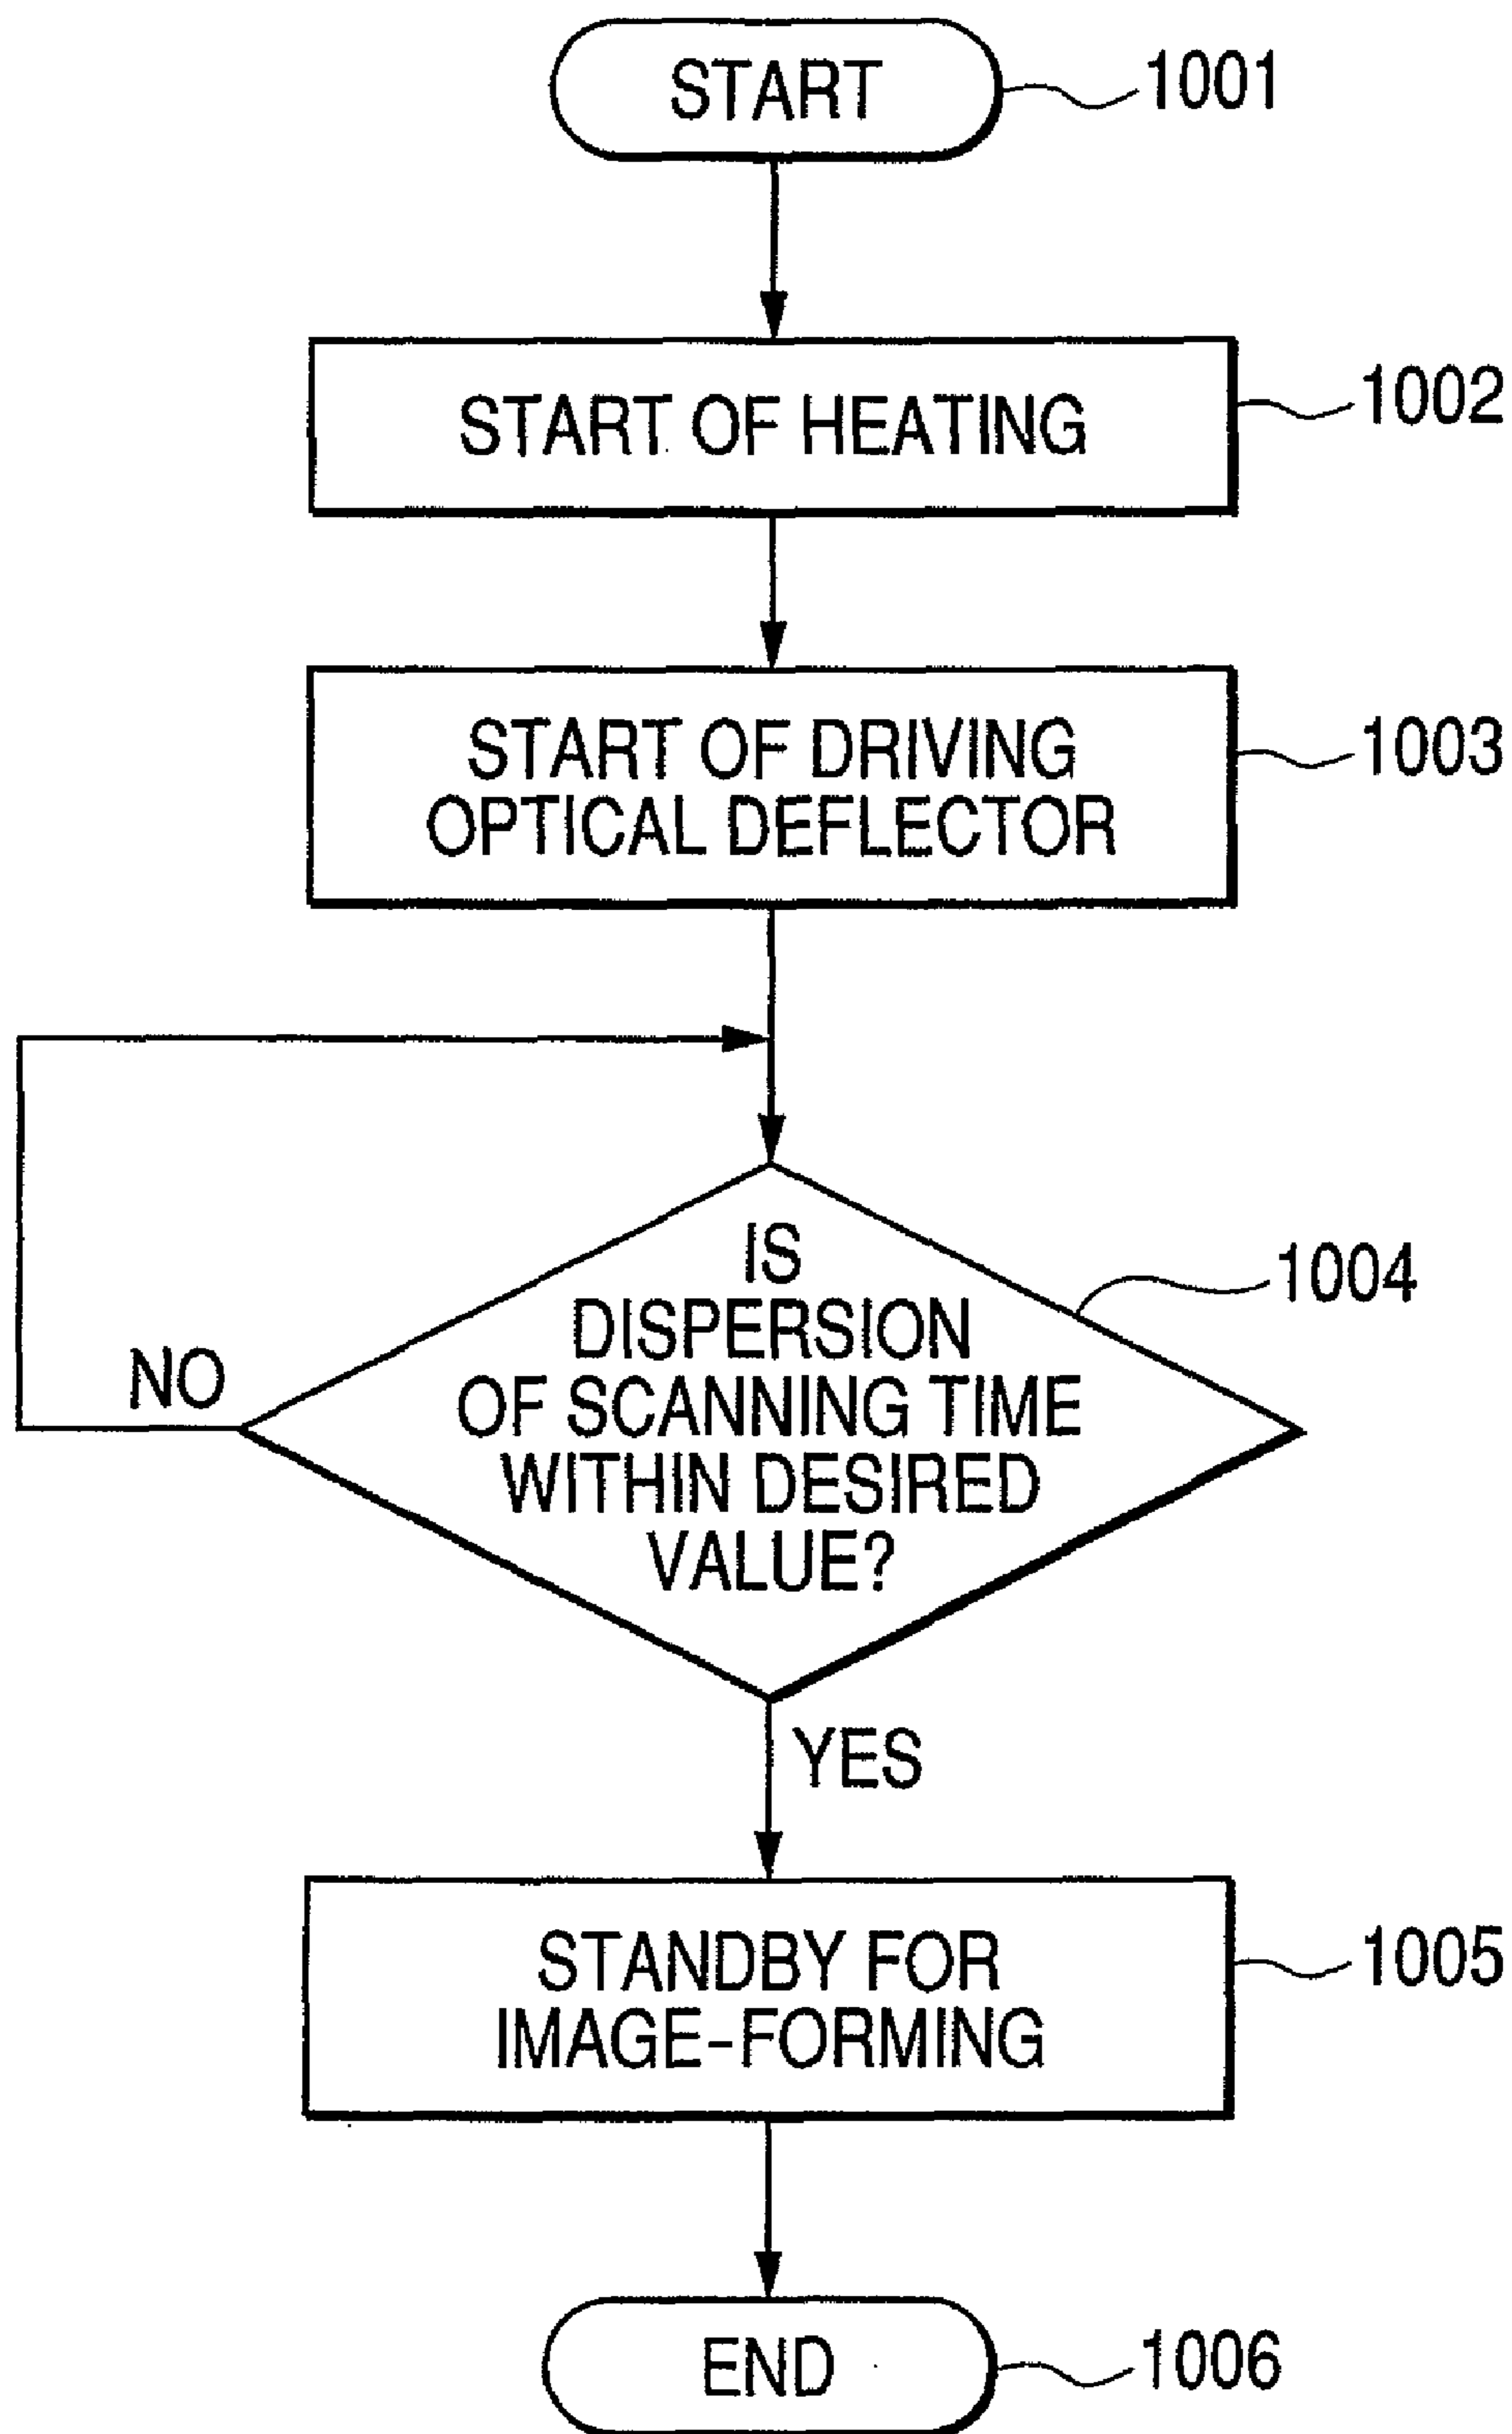 START
1001
START OF HEATING
1002
START OF DRIVING
OPTICAL DEFLECTOR
1003
IS
DISPERSION
OF SCANNING TIME
WITHIN DESIRED
VALUE?
1004
NO
YES
STANDBY FOR
IMAGE-FORMING
1005
END
1006